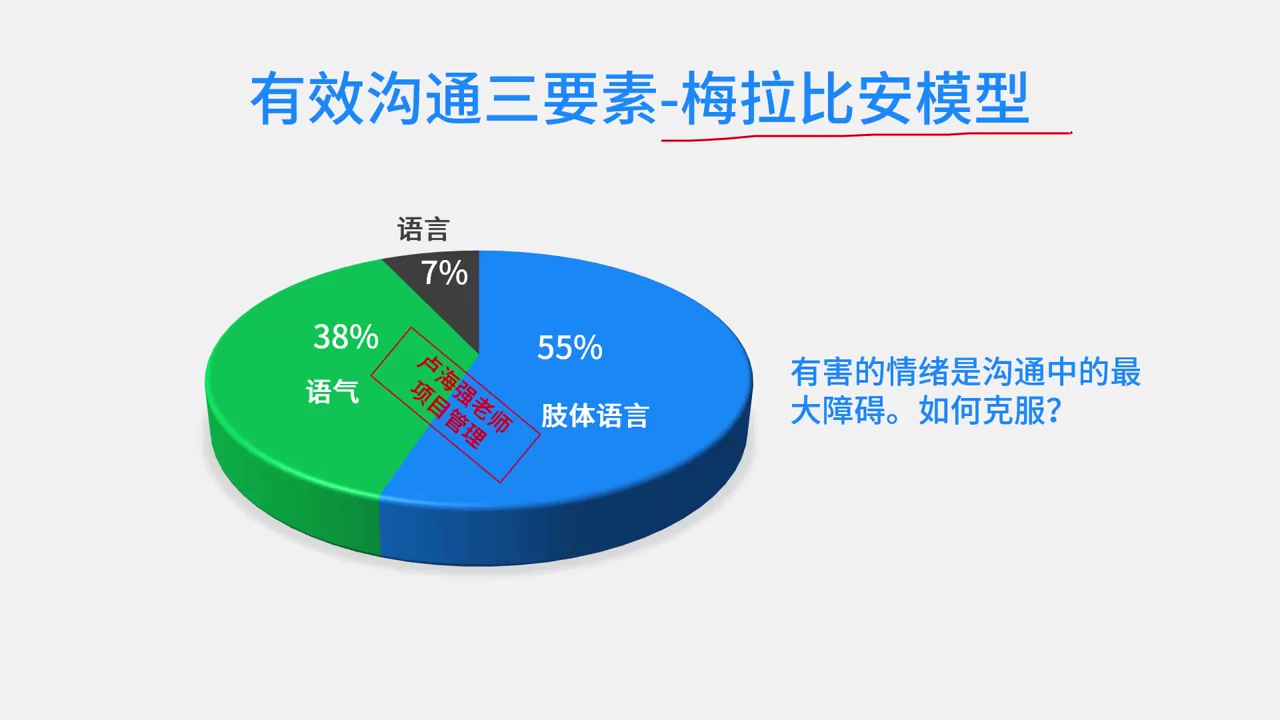 有效沟通三要素-梅拉比安模型
语言
7%
38%
语气
55%
肢体语言
卢海强老师
项目管理
有害的情绪是沟通中的最
大障碍。如何克服？